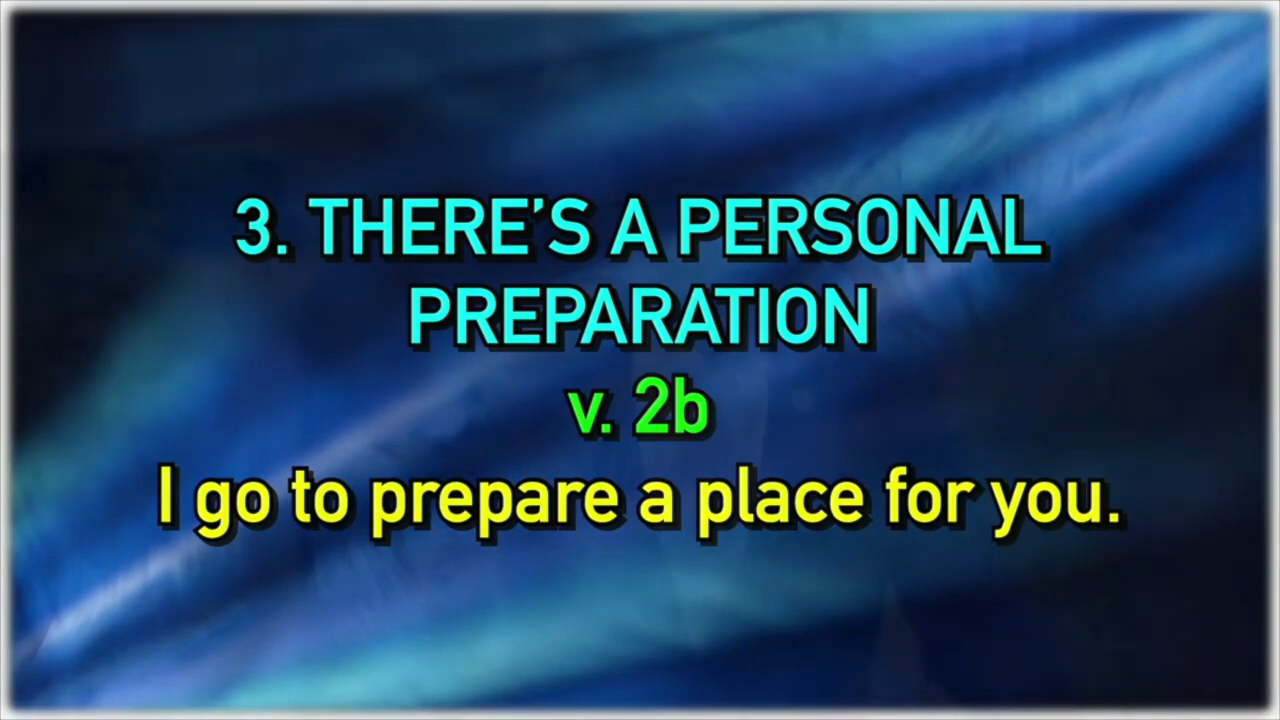 3. THERE’S A PERSONAL
PREPARATION
v. 2b
I go to prepare a place for you.